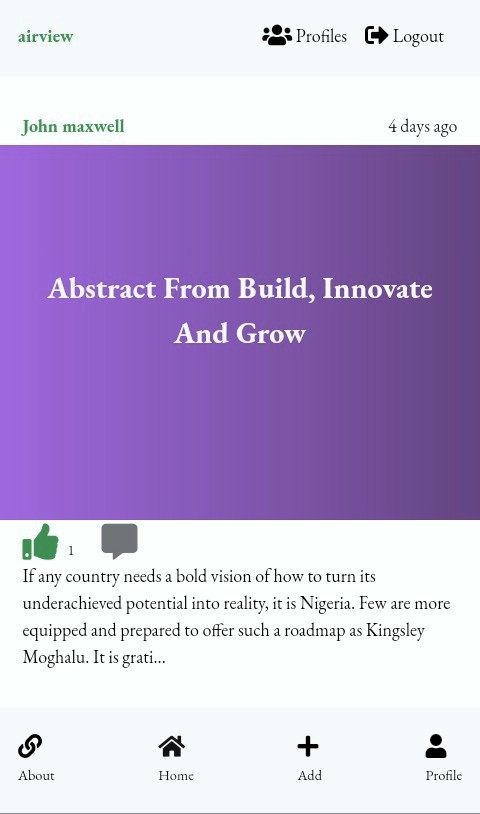 airview Profiles Logout
John maxwell 4 days ago
Abstract From Build, Innovate
And Grow
1
If any country needs a bold vision of how to turn its
underachieved potential into reality, it is Nigeria. Few are more
equipped and prepared to offer such a roadmap as Kingsley
Moghalu. It is grati...
About Home Add Profile